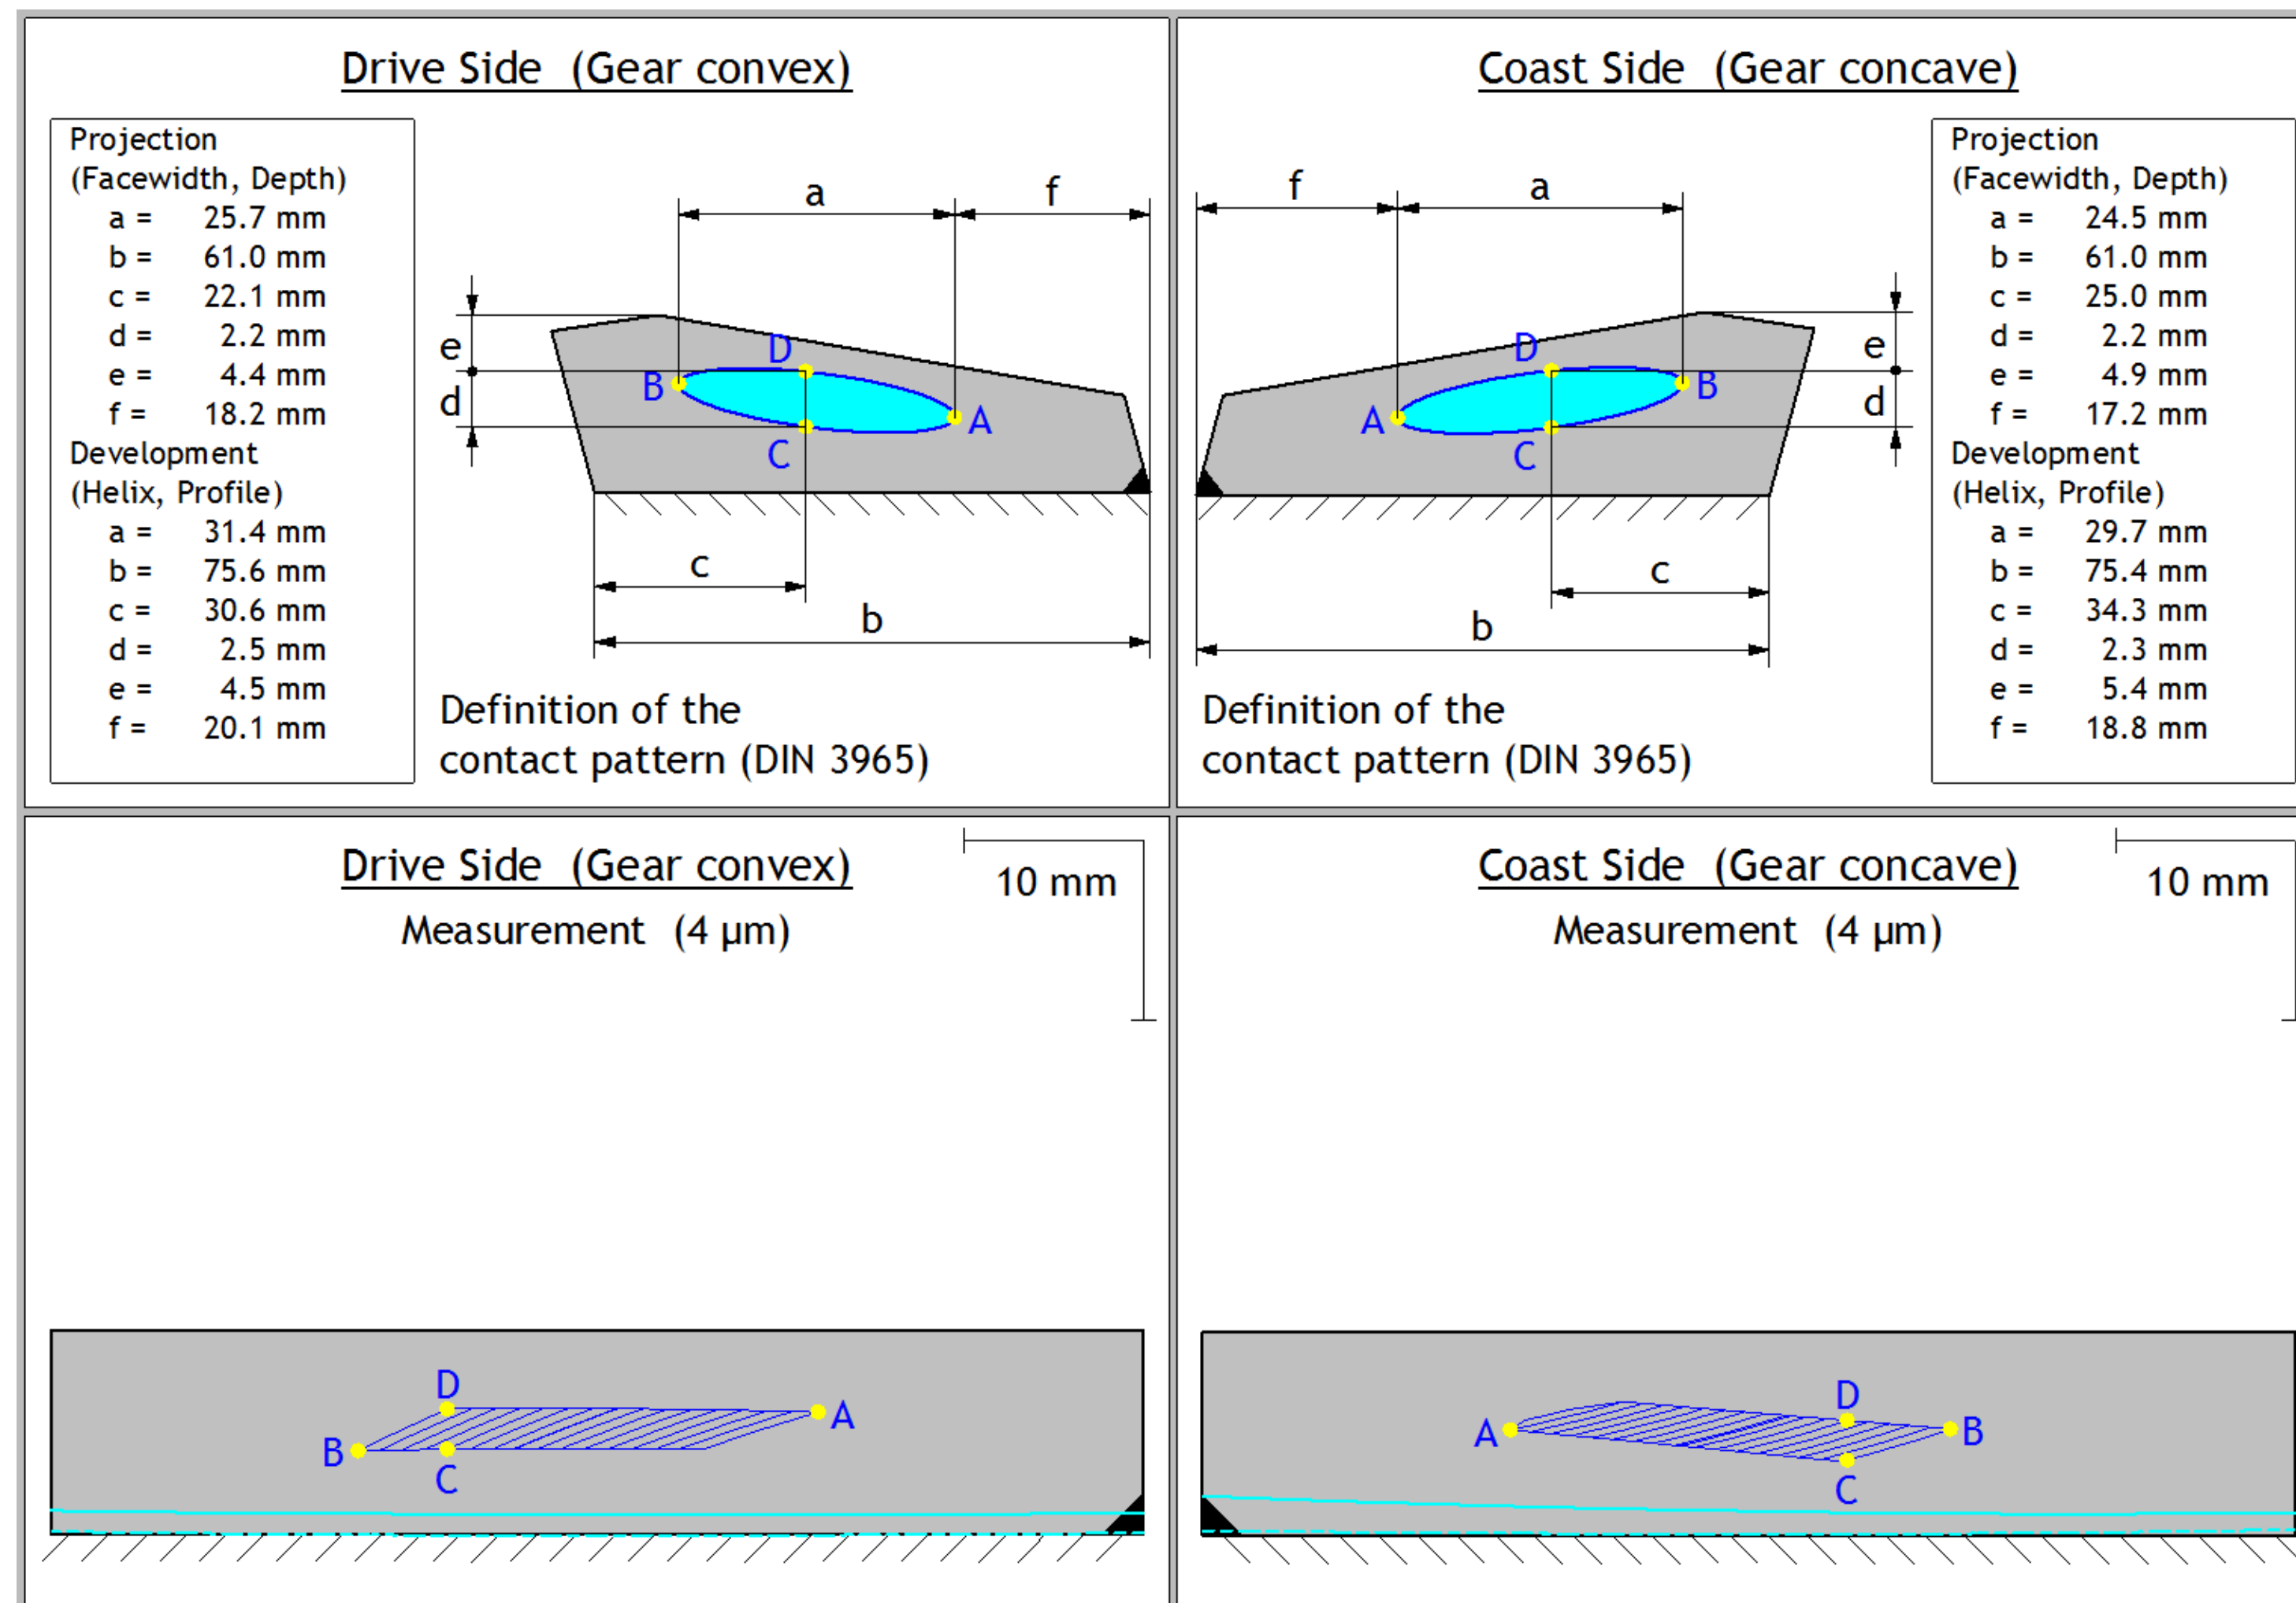 Drive Side (Gear convex)
Projection
(Facewidth, Depth)
a = 25.7 mm
b = 61.0 mm
c = 22.1 mm
d = 2.2 mm
e = 4.4 mm
f = 18.2 mm
Development
(Helix, Profile)
a = 31.4 mm
b = 75.6 mm
c = 30.6 mm
d = 2.5 mm
e = 4.5 mm
f = 20.1 mm
a
f
e
D
B
d
A
C
c
b
Definition of the
contact pattern (DIN 3965)
Coast Side (Gear concave)
f
a
D
e
B
A
d
C
c
b
Definition of the
contact pattern (DIN 3965)
Projection
(Facewidth, Depth)
a = 24.5 mm
b = 61.0 mm
c = 25.0 mm
d = 2.2 mm
e = 4.9 mm
f = 17.2 mm
Development
(Helix, Profile)
a = 29.7 mm
b = 75.4 mm
c = 34.3 mm
d = 2.3 mm
e = 5.4 mm
f = 18.8 mm
Drive Side (Gear convex)
10 mm
Measurement (4 µm)
D
A
B
C
Coast Side (Gear concave)
10 mm
Measurement (4 µm)
D
A
B
C